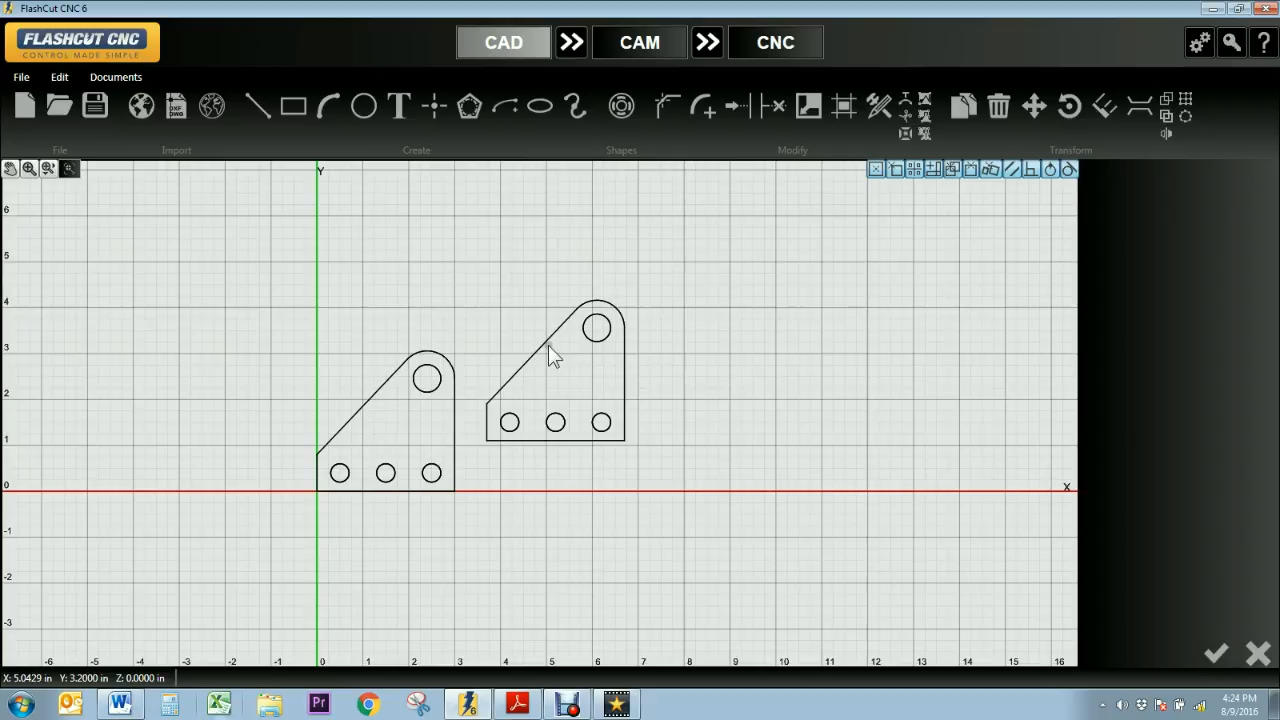 FlashCut CNC 6
FLASHCUT CNC
CONTROL MADE SIMPLE
CAD
CAM
CNC
File Edit Documents
File Import Create Shapes Modify Transform
Y
6
5
4
3
2
1
0
X
-1
-2
-3
-6 -5 -4 -3 -2 -1 0 1 2 3 4 5 6 7 8 9 10 11 12 13 14 15 16
X: 5.0429 in Y: 3.2000 in Z: 0.0000 in
4:24 PM
8/9/2016